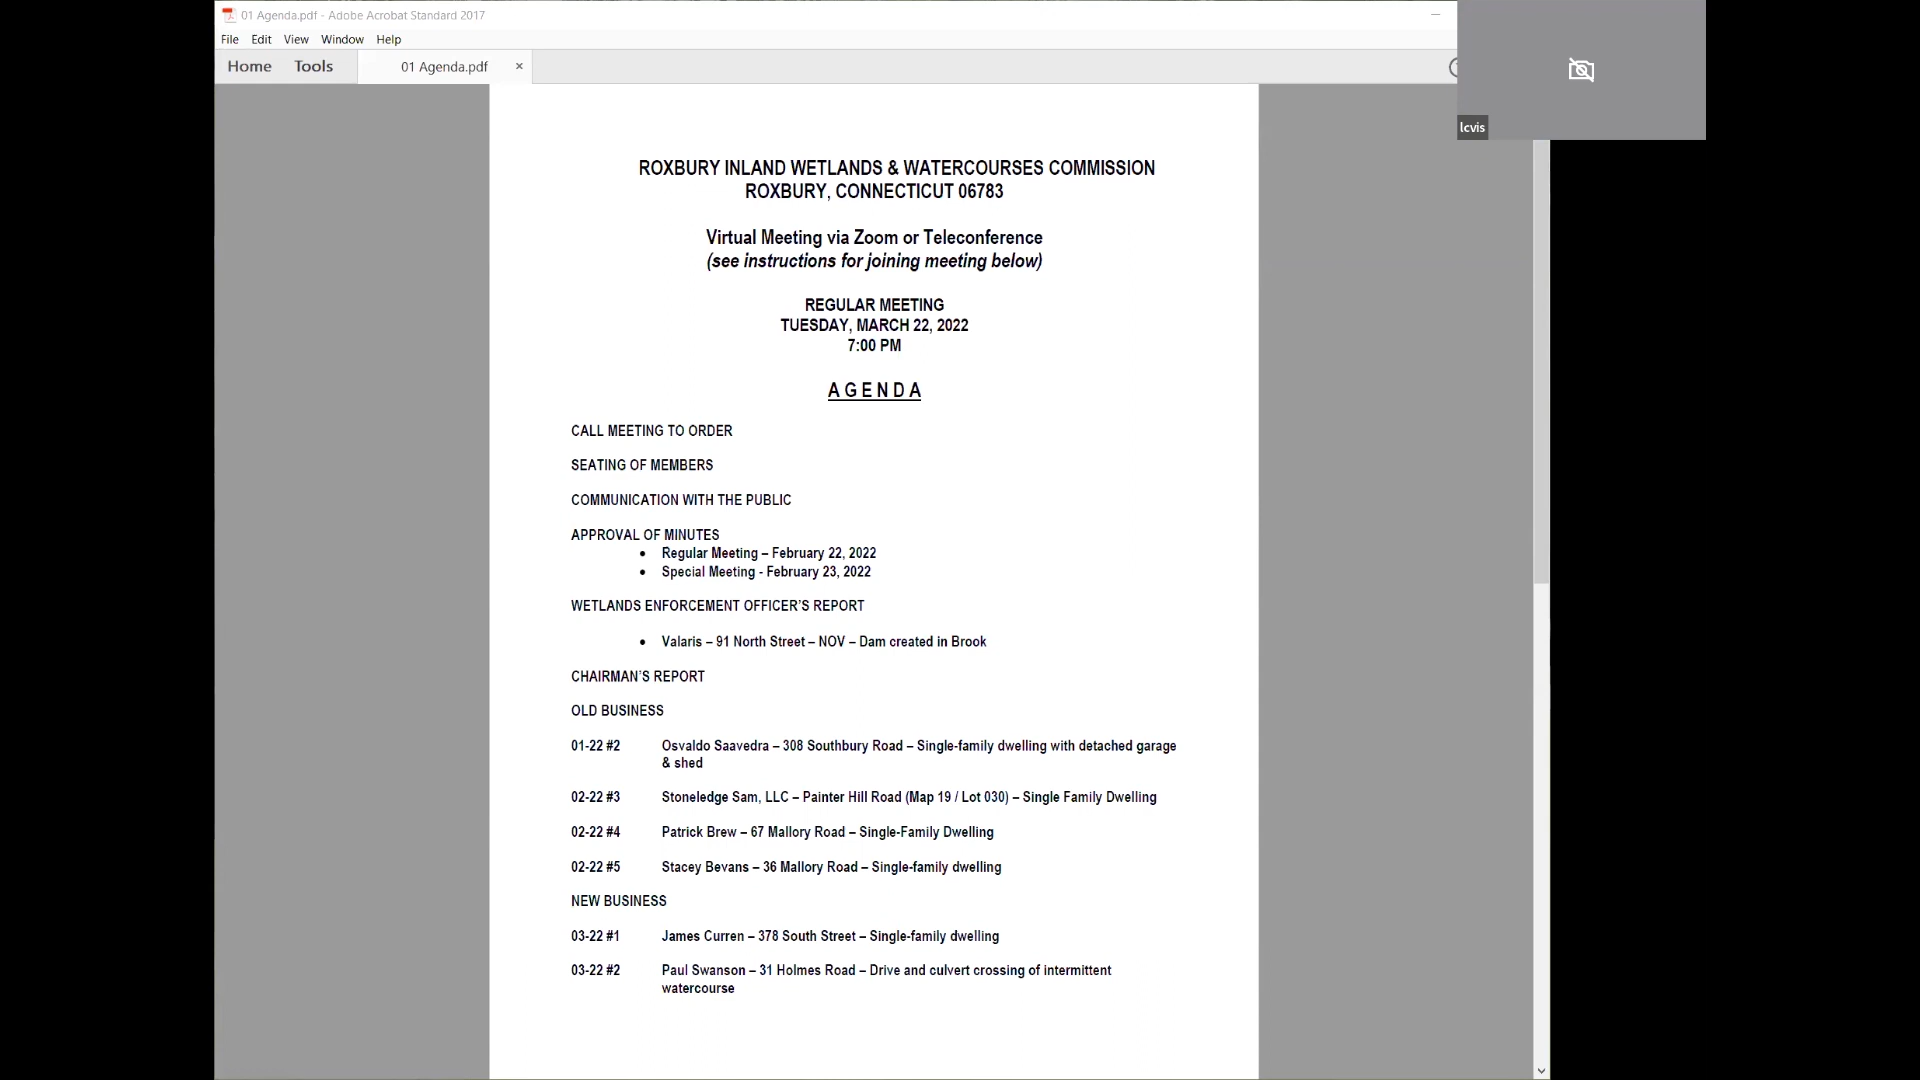 01 Agenda.pdf - Adobe Acrobat Standard 2017
File Edit View Window Help
Home Tools 01 Agenda.pdf ×
lcvis
ROXBURY INLAND WETLANDS & WATERCOURSES COMMISSION
ROXBURY, CONNECTICUT 06783
Virtual Meeting via Zoom or Teleconference
(see instructions for joining meeting below)
REGULAR MEETING
TUESDAY, MARCH 22, 2022
7:00 PM
A G E N D A
CALL MEETING TO ORDER
SEATING OF MEMBERS
COMMUNICATION WITH THE PUBLIC
APPROVAL OF MINUTES
• Regular Meeting – February 22, 2022
• Special Meeting - February 23, 2022
WETLANDS ENFORCEMENT OFFICER'S REPORT
• Valaris – 91 North Street – NOV – Dam created in Brook
CHAIRMAN'S REPORT
OLD BUSINESS
01-22 #2 Osvaldo Saavedra – 308 Southbury Road – Single-family dwelling with detached garage
& shed
02-22 #3 Stoneledge Sam, LLC – Painter Hill Road (Map 19 / Lot 030) – Single Family Dwelling
02-22 #4 Patrick Brew – 67 Mallory Road – Single-Family Dwelling
02-22 #5 Stacey Bevans – 36 Mallory Road – Single-family dwelling
NEW BUSINESS
03-22 #1 James Curren – 378 South Street – Single-family dwelling
03-22 #2 Paul Swanson – 31 Holmes Road – Drive and culvert crossing of intermittent
watercourse